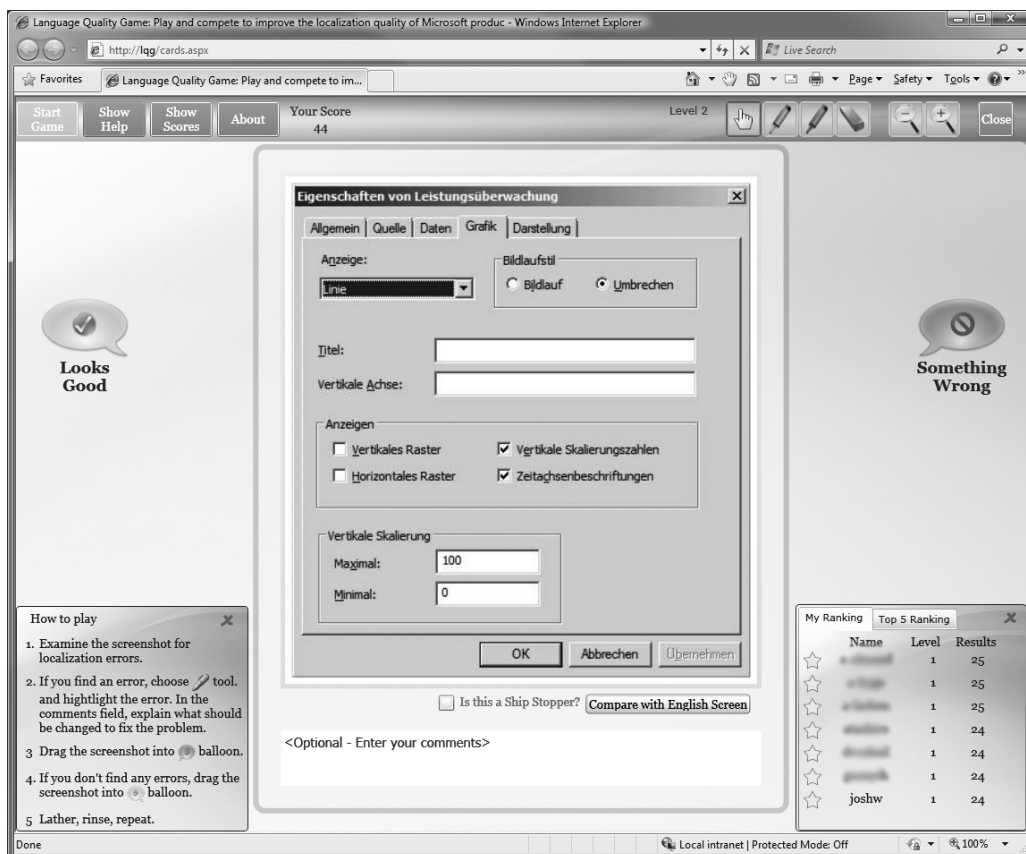 Language Quality Game: Play and compete to improve the localization quality of Microsoft produc - Windows Internet Explorer
http://lqg/cards.aspx
Live Search
Favorites
Language Quality Game: Play and compete to im...
Page
Safety
Tools
»
Start Game
Show Help
Show Scores
About
Your Score
44
Level 2
Close
Eigenschaften von Leistungsüberwachung
Allgemein
Quelle
Daten
Grafik
Darstellung
Anzeige:
Linie
Bildlaufstil
Bildlauf
Umbrechen
Titel:
Vertikale Achse:
Anzeigen
Vertikales Raster
Vertikale Skalierungszahlen
Horizontales Raster
Zeitachsenbeschriftungen
Vertikale Skalierung
Maximal:
100
Minimal:
0
OK
Abbrechen
Übernehmen
Looks
Good
Something
Wrong
Is this a Ship Stopper?
Compare with English Screen
<Optional - Enter your comments>
How to play
1. Examine the screenshot for
localization errors.
2. If you find an error, choose tool.
and hightlight the error. In the
comments field, explain what should
be changed to fix the problem.
3 Drag the screenshot into balloon.
4. If you don't find any errors, drag the
screenshot into balloon.
5 Lather, rinse, repeat.
My Ranking
Top 5 Ranking
Name Level Results
1 25
1 25
1 25
1 24
1 24
1 24
joshw 1 24
Done
Local intranet | Protected Mode: Off
100%